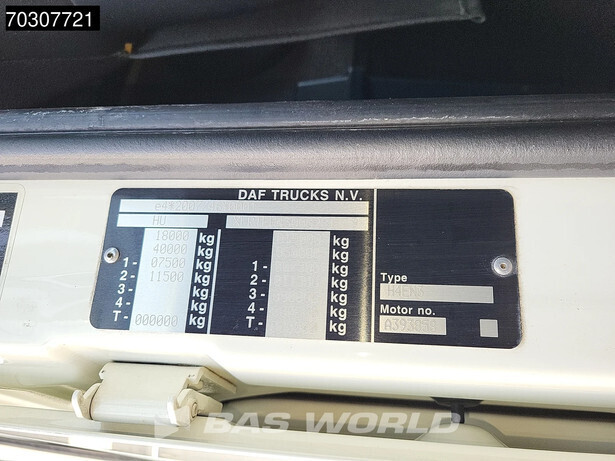 70307721
DAF TRUCKS N.V.
HU
18000 kg kg
40000 kg kg
1- 07500 kg 1- kg
2- 11500 kg 2- kg
3- kg 3- kg
4- kg 4- kg
T- 000000 kg T- kg
Type
Motor no.
BAS WORLD